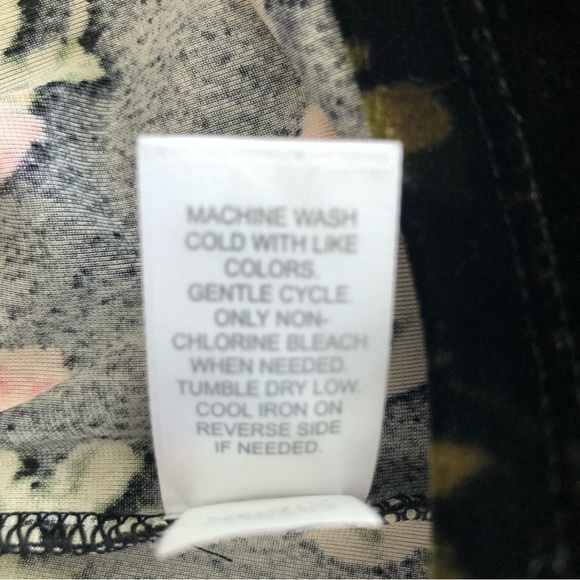 MACHINE WASH
COLD WITH LIKE
COLORS.
GENTLE CYCLE.
ONLY NON-
CHLORINE BLEACH
WHEN NEEDED.
TUMBLE DRY LOW.
COOL IRON ON
REVERSE SIDE
IF NEEDED.